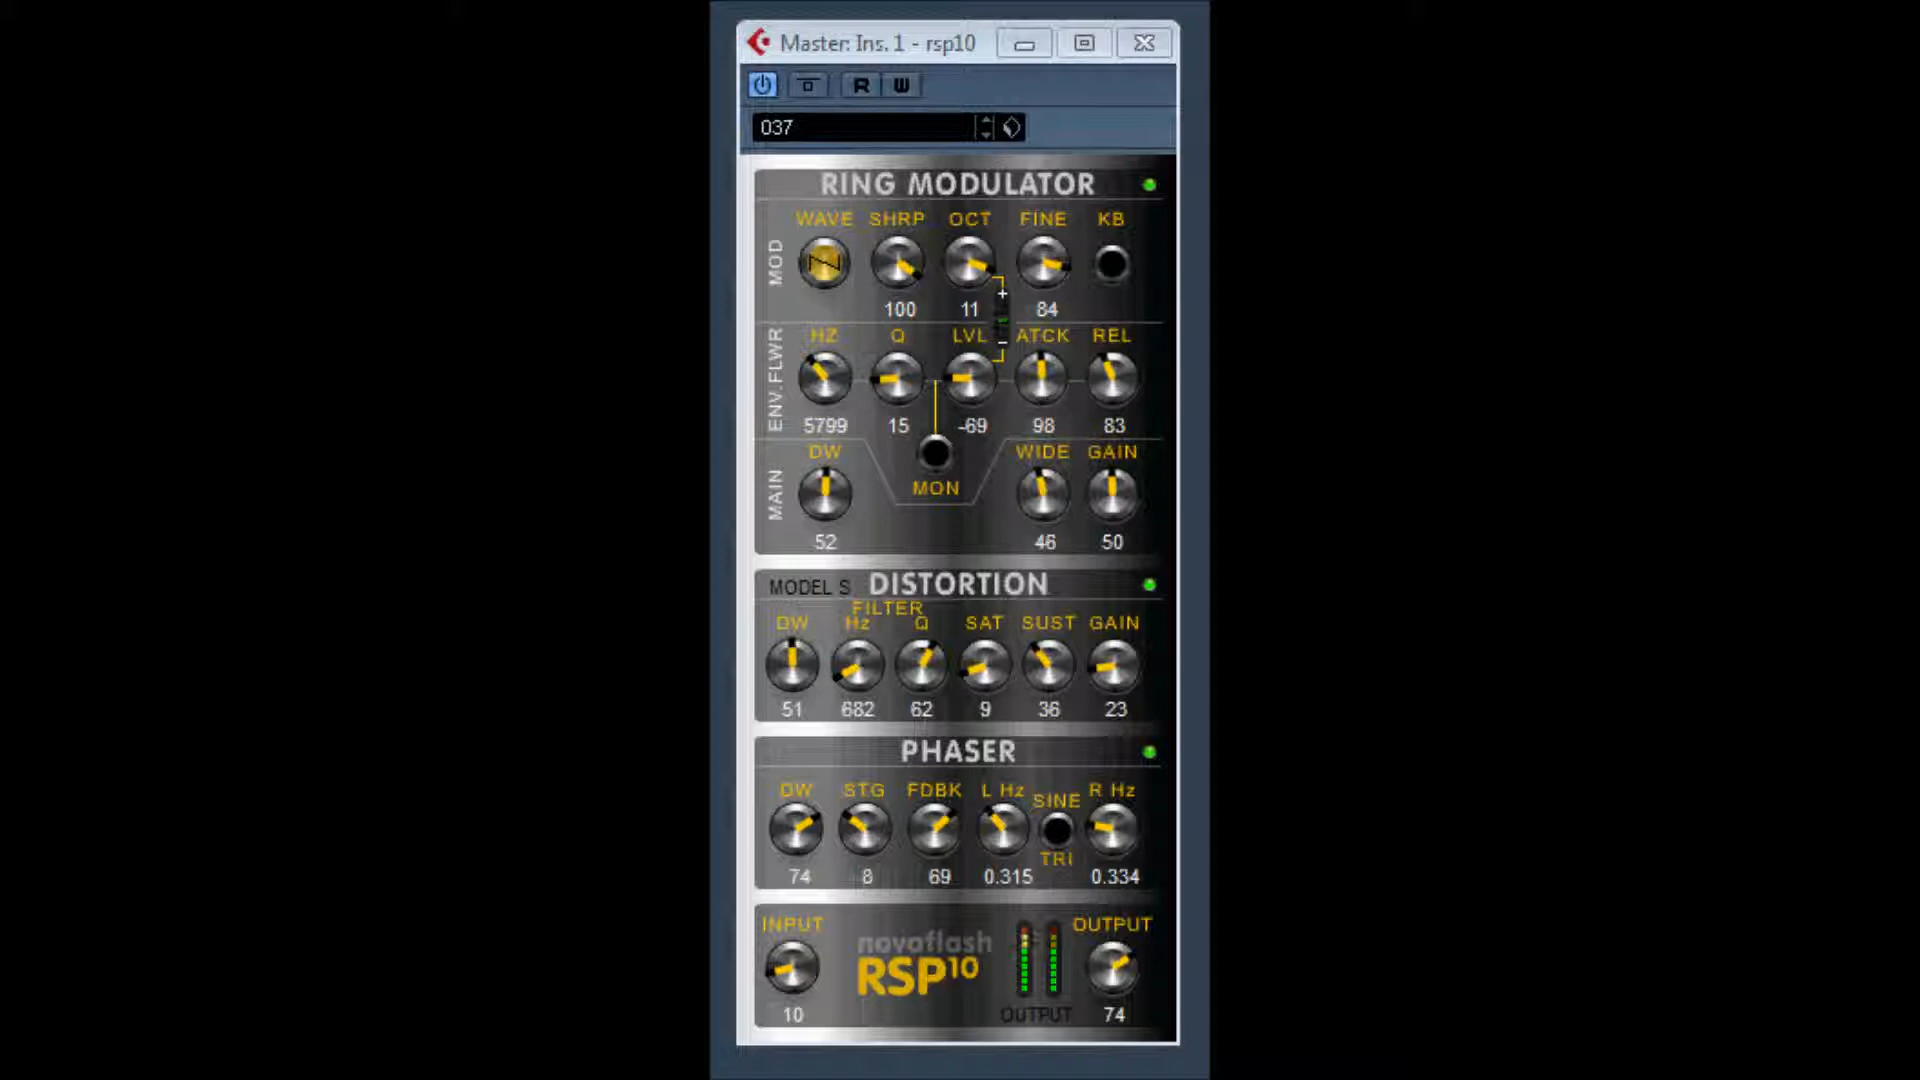 Master: Ins. 1 - rsp10
R W
037
RING MODULATOR
MOD
WAVE SHRP OCT FINE KB
100 11 84
+
-
ENV.FLWR
HZ Q LVL ATCK REL
5799 15 -69 98 83
MAIN
DW MON WIDE GAIN
52 46 50
MODEL S DISTORTION
FILTER
DW Hz Q SAT SUST GAIN
51 682 62 9 36 23
PHASER
DW STG FDBK L Hz SINE R Hz
TRI
74 8 69 0.315 0.334
INPUT OUTPUT
novaflash
RSP10
10 OUTPUT 74